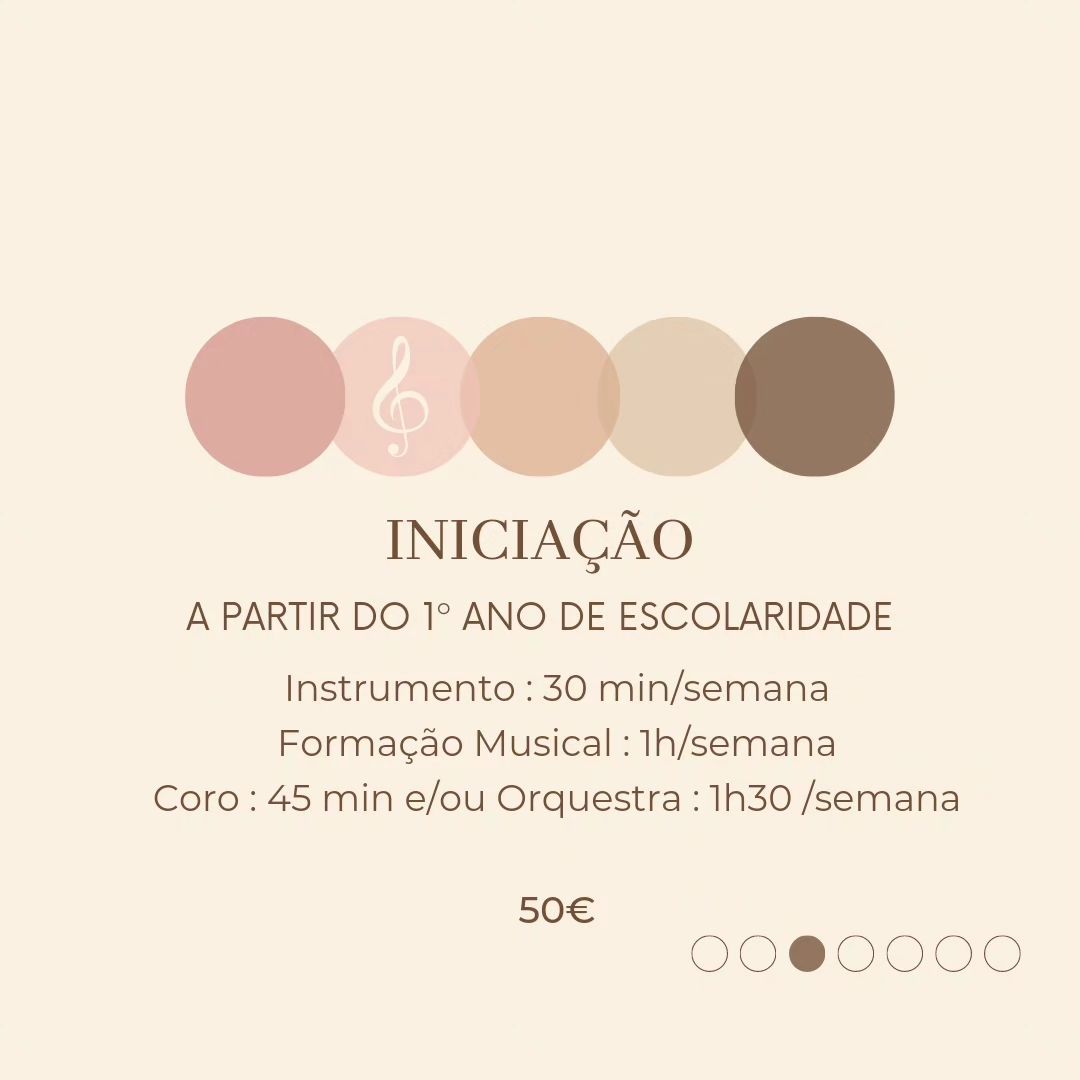 INICIAÇÃO
A PARTIR DO 1° ANO DE ESCOLARIDADE
Instrumento : 30 min/semana
Formação Musical : 1h/semana
Coro : 45 min e/ou Orquestra : 1h30 /semana
50€